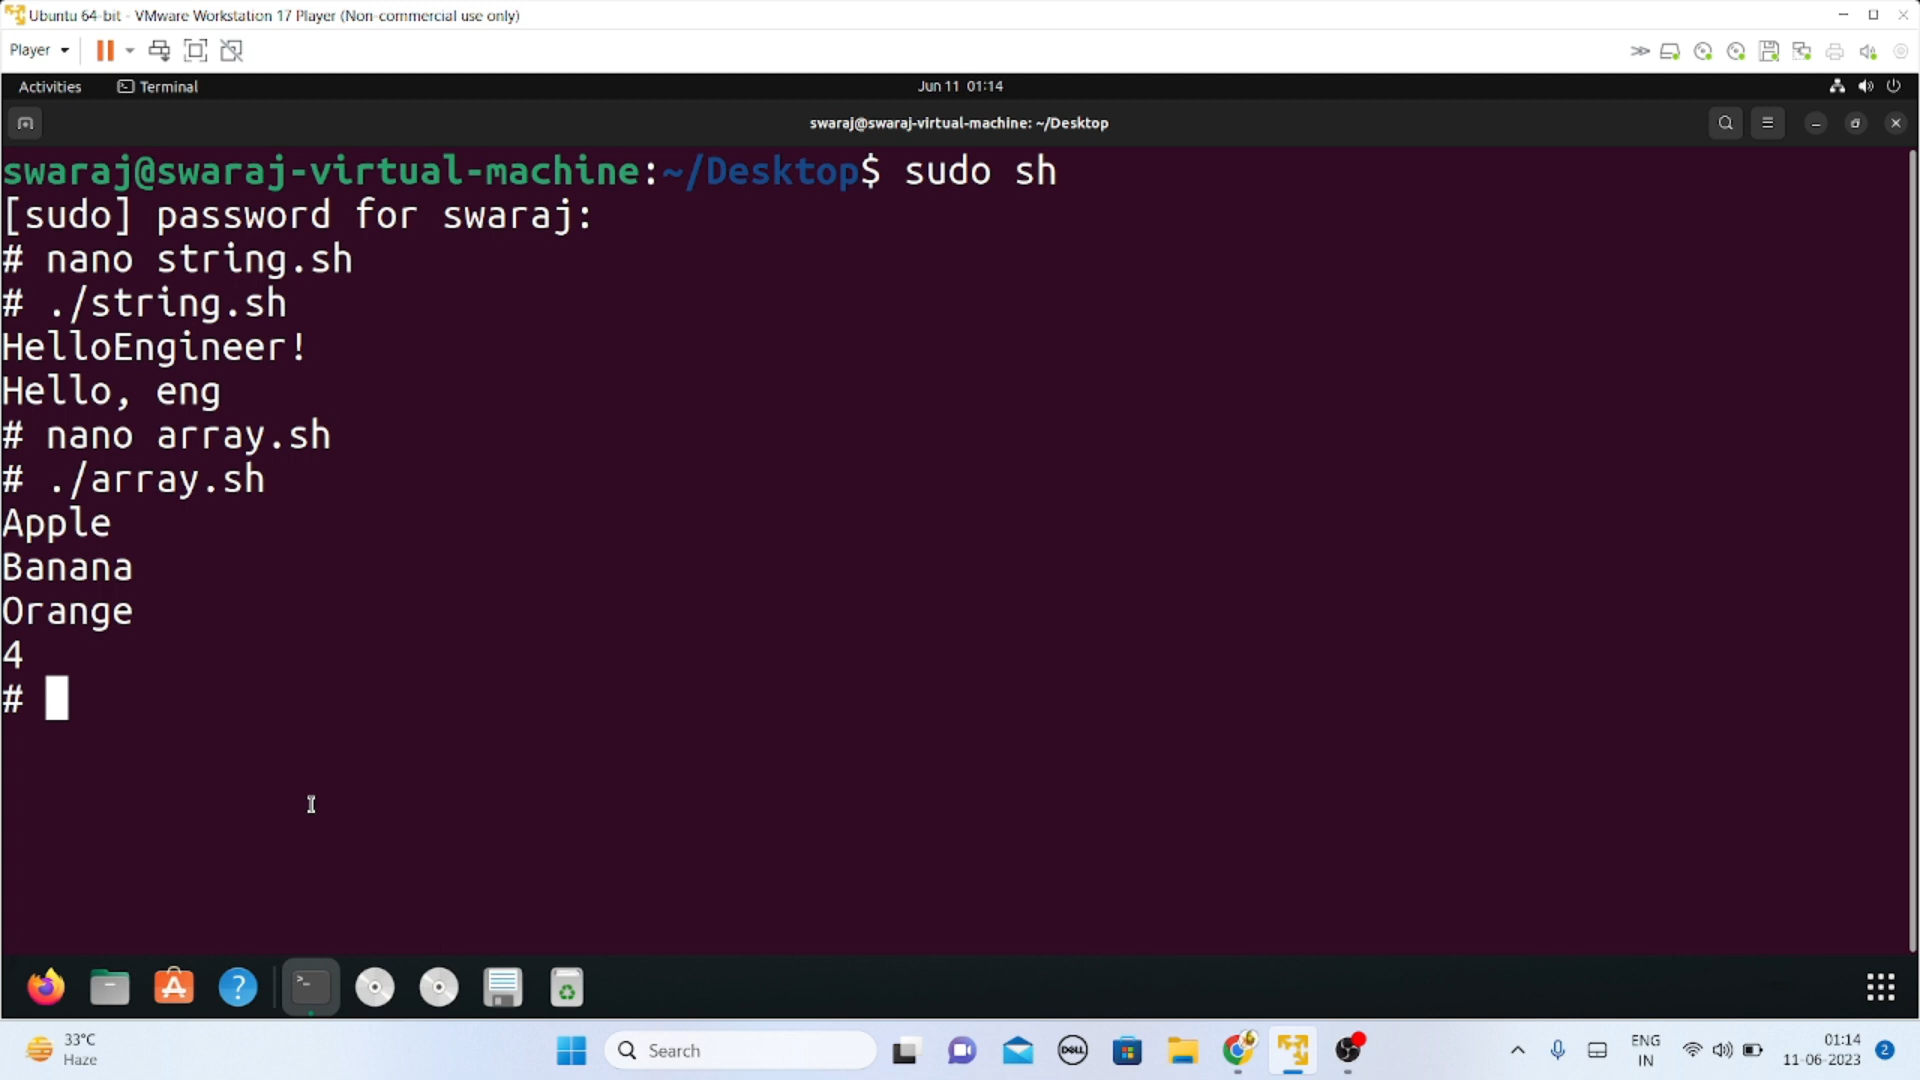 Ubuntu 64-bit - VMware Workstation 17 Player (Non-commercial use only)
Player
Activities Terminal Jun 11 01:14
swaraj@swaraj-virtual-machine: ~/Desktop
swaraj@swaraj-virtual-machine:~/Desktop$ sudo sh
[sudo] password for swaraj:
# nano string.sh
# ./string.sh
HelloEngineer!
Hello, eng
# nano array.sh
# ./array.sh
Apple
Banana
Orange
4
#
33°C
Haze
Search
DELL
ENG
IN
01:14
11-06-2023
2